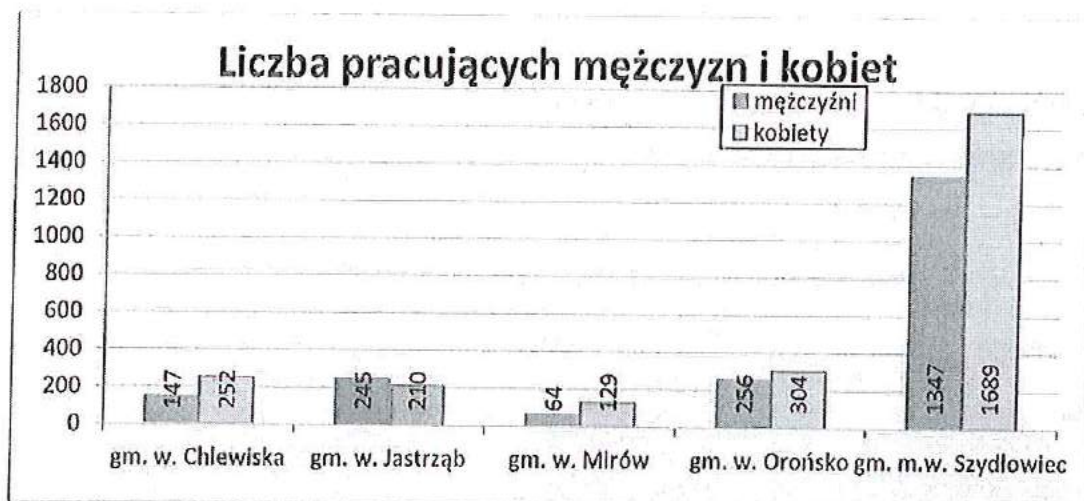 Liczba pracujących mężczyzn i kobiet
mężczyźni
kobiety
1800
1600
1400
1200
1000
800
600
400
200
0
147
252
245
210
64
129
256
304
1347
1689
gm. w. Chlewiska
gm. w. Jastrząb
gm. w. Mirów
gm. w. Orońsko
gm. m.w. Szydłowiec